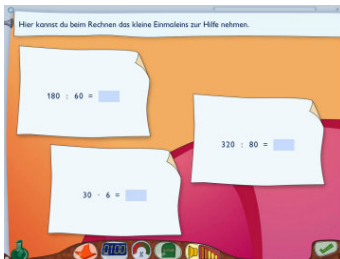 Hier kannst du beim Rechnen das kleine Einmaleins zur Hilfe nehmen.
180 : 60 =
320 : 80 =
30 · 6 =
01:00